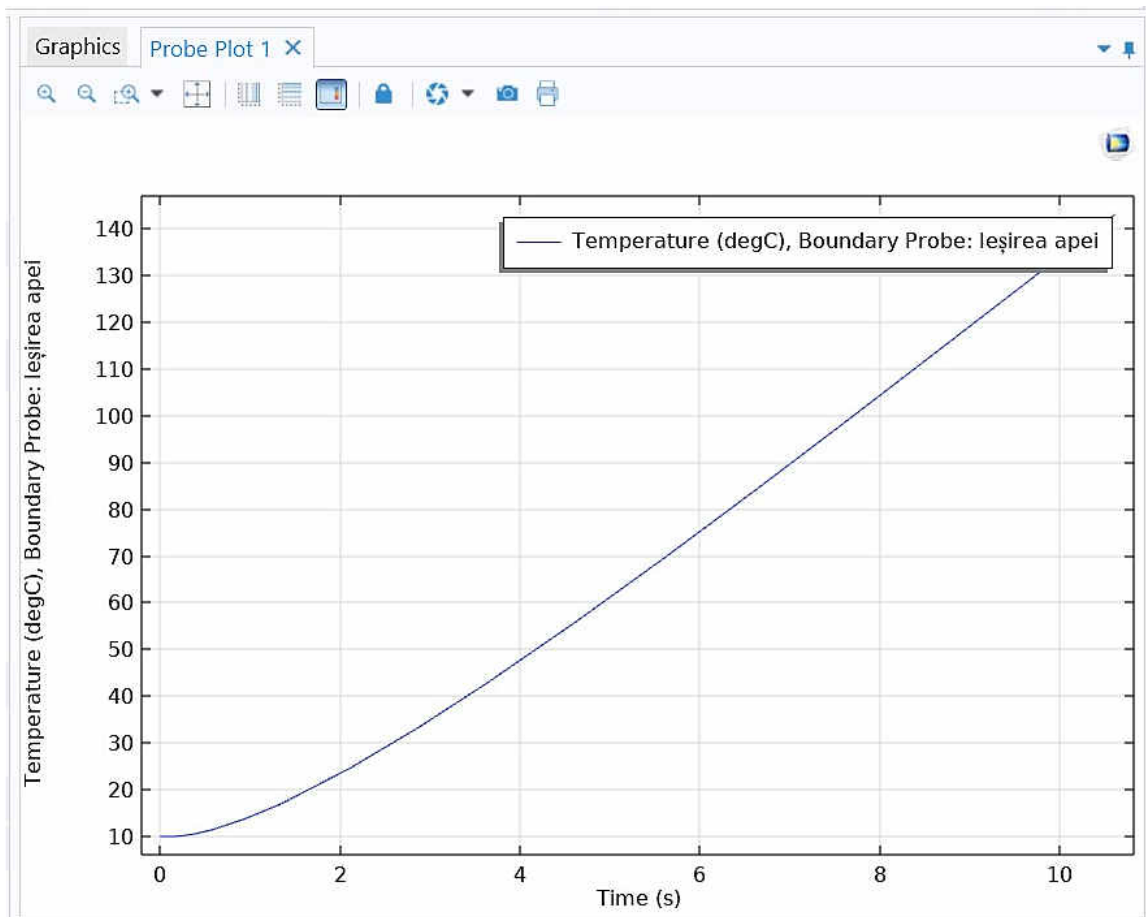 Graphics
Probe Plot 1
Temperature (degC), Boundary Probe: Ieșirea apei
140
130
120
110
100
90
80
70
60
50
40
30
20
10
0 2 4 6 8 10
Time (s)
Temperature (degC), Boundary Probe: Ieșirea apei